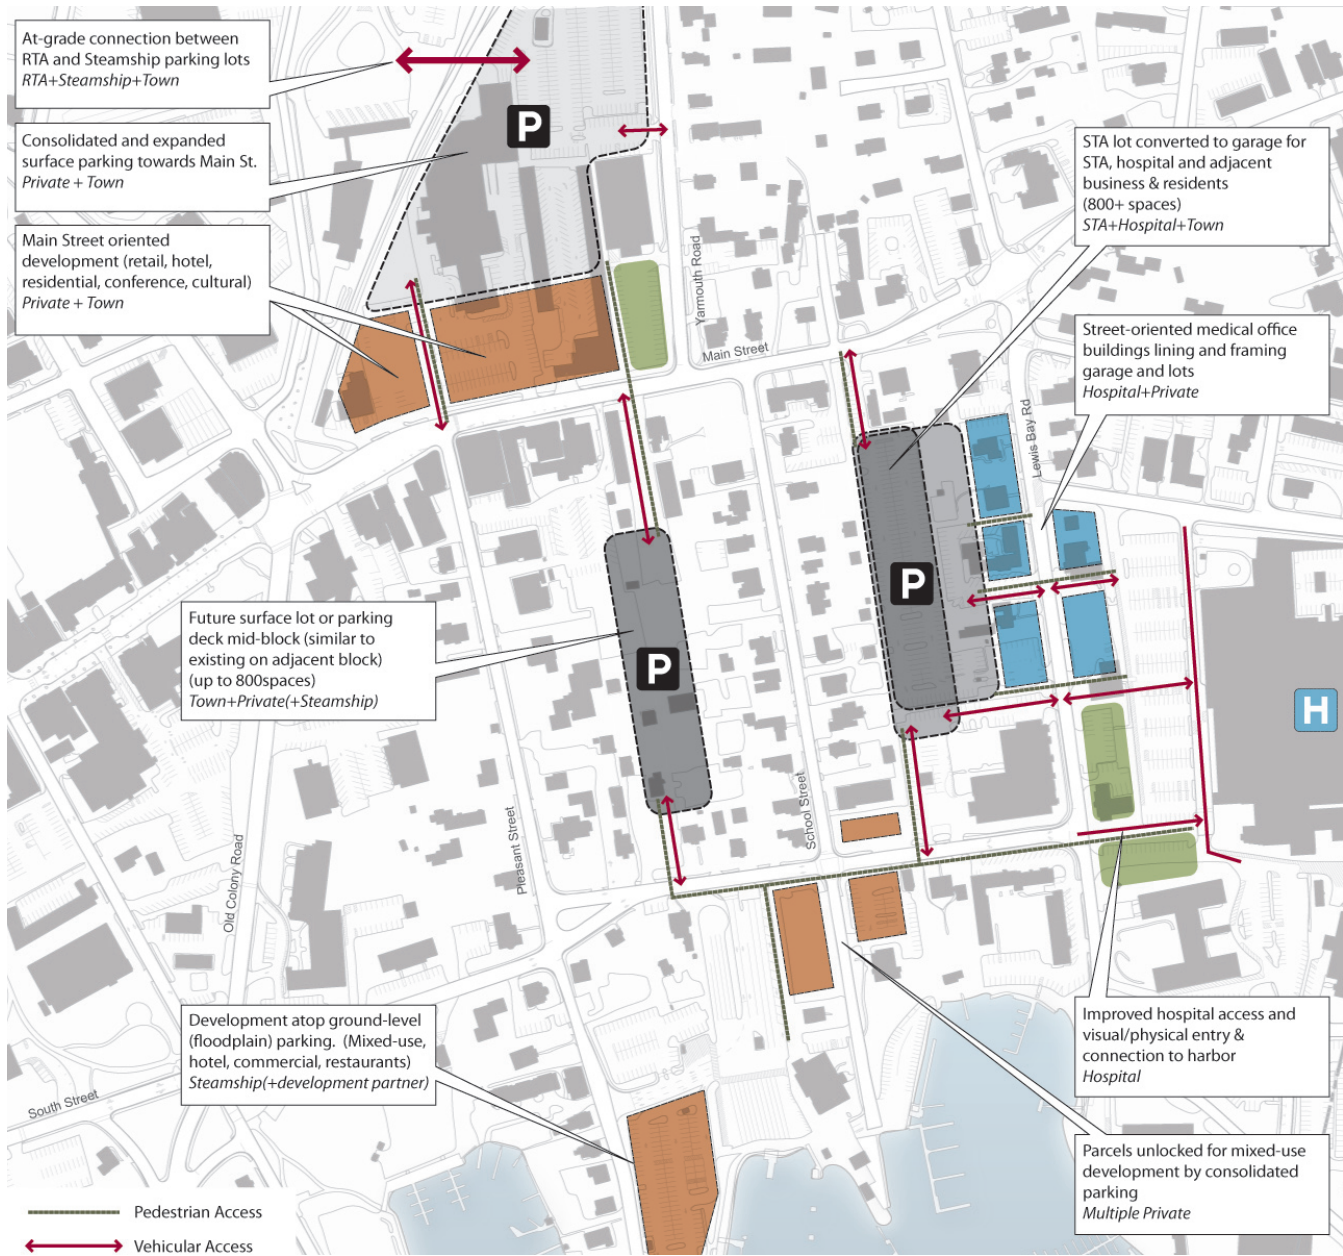 At-grade connection between
RTA and Steamship parking lots
RTA+Steamship+Town
Consolidated and expanded
surface parking towards Main St.
Private + Town
Main Street oriented
development (retail, hotel,
residential, conference, cultural)
Private + Town
P
STA lot converted to garage for
STA, hospital and adjacent
business & residents
(800+ spaces)
STA+Hospital+Town
Yarmouth Road
Main Street
Street-oriented medical office
buildings lining and framing
garage and lots
Hospital+Private
Lewis Bay Rd
P
Future surface lot or parking
deck mid-block (similar to
existing on adjacent block)
(up to 800spaces)
Town+Private(+Steamship)
P
H
School Street
Pleasant Street
Old Colony Road
Development atop ground-level
(floodplain) parking. (Mixed-use,
hotel, commercial, restaurants)
Steamship(+development partner)
Improved hospital access and
visual/physical entry &
connection to harbor
Hospital
South Street
Parcels unlocked for mixed-use
development by consolidated
parking
Multiple Private
Pedestrian Access
Vehicular Access